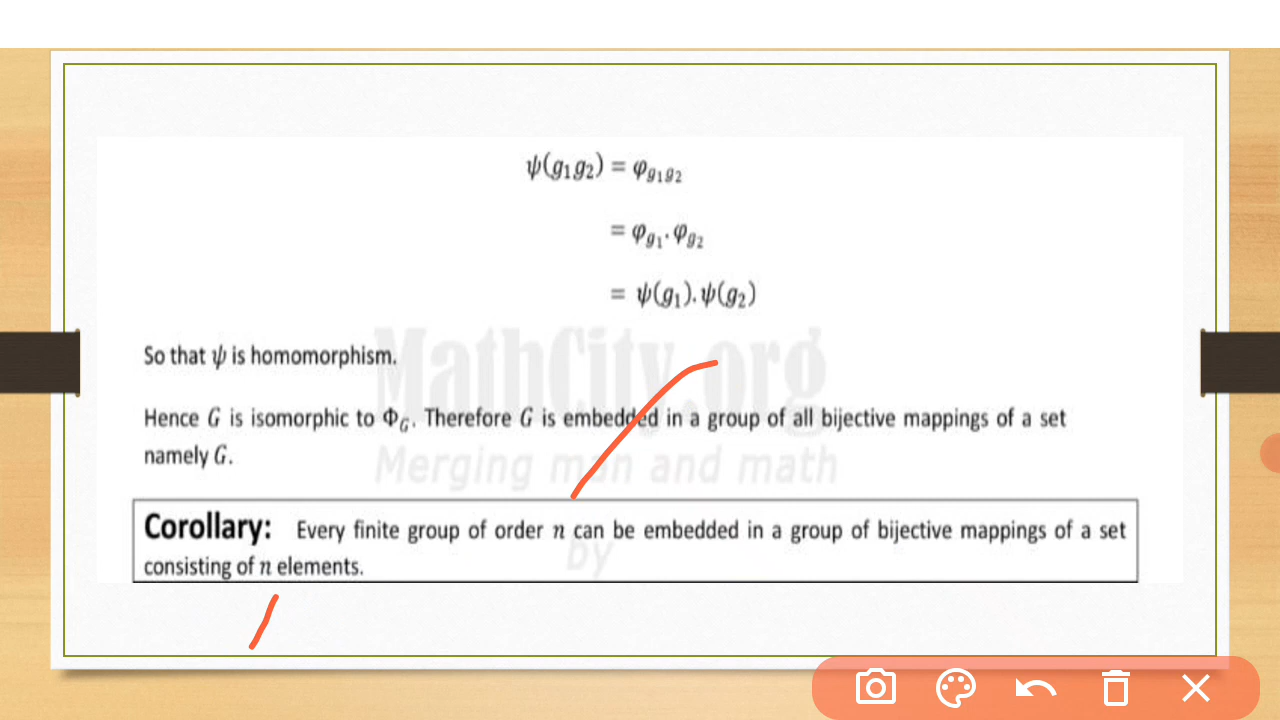 ψ(g₁g₂) = φ_{g₁g₂}
= φ_{g₁}.φ_{g₂}
= ψ(g₁).ψ(g₂)
So that ψ is homomorphism.
MathCity.org
Hence G is isomorphic to Φ_G. Therefore G is embedded in a group of all bijective mappings of a set
namely G.
Merging man and math
Corollary: Every finite group of order n can be embedded in a group of bijective mappings of a set
by
consisting of n elements.